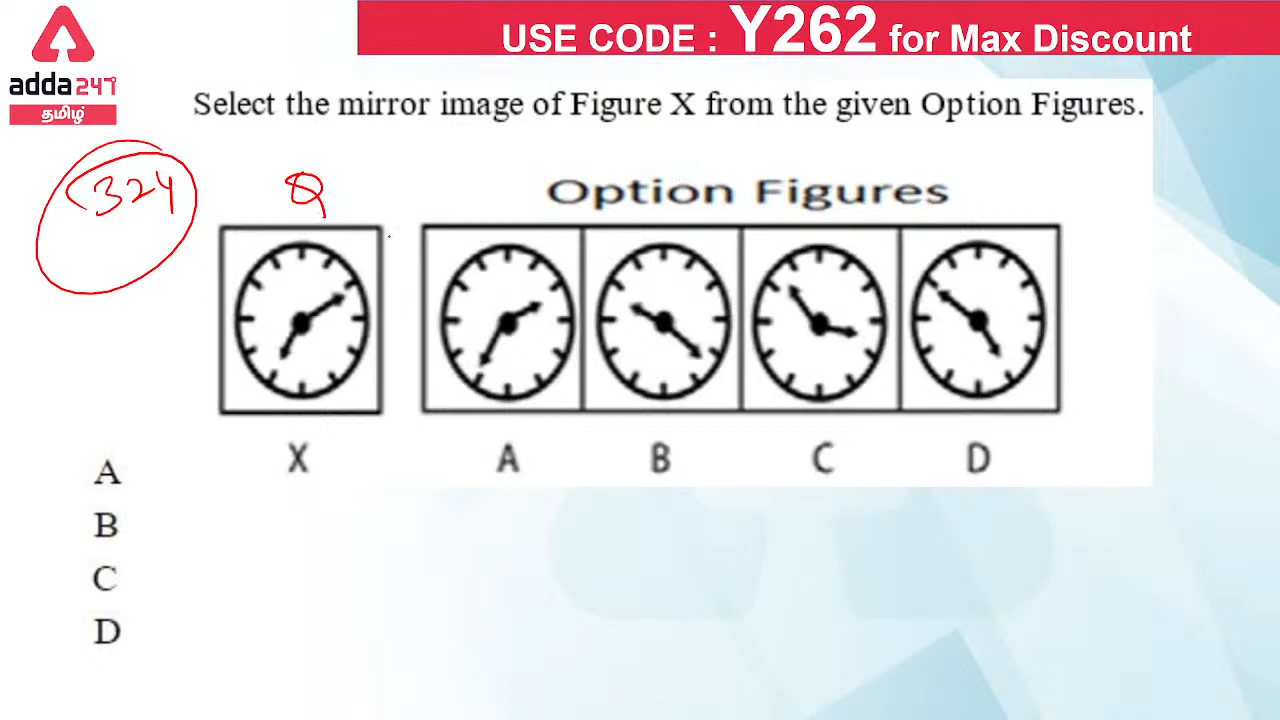 USE CODE : Y262 for Max Discount
adda247
தமிழ்
Select the mirror image of Figure X from the given Option Figures.
324
Q
Option Figures
X A B C D
A
B
C
D